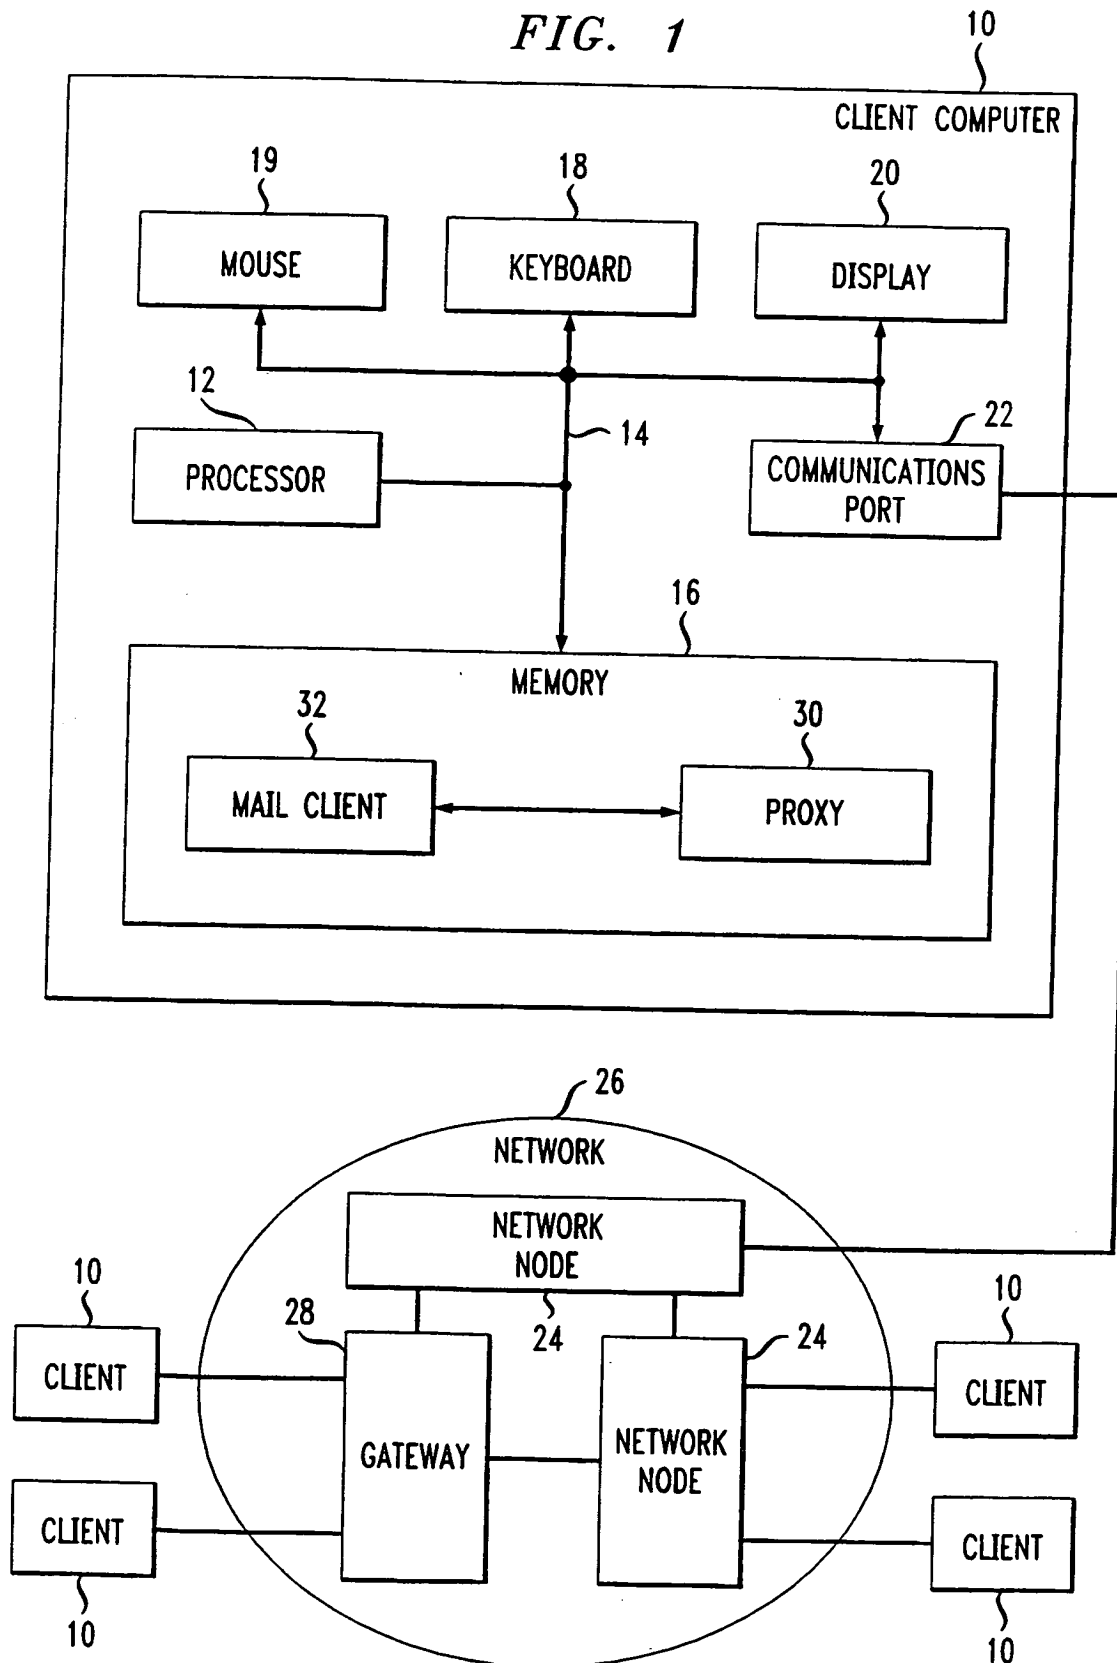 FIG. 1
10
CLIENT COMPUTER
19
18
20
MOUSE
KEYBOARD
DISPLAY
12
14
22
PROCESSOR
COMMUNICATIONS
PORT
16
MEMORY
32
30
MAIL CLIENT
PROXY
26
NETWORK
NETWORK
NODE
10
28
24
24
10
CLIENT
CLIENT
GATEWAY
NETWORK
NODE
CLIENT
CLIENT
10
10